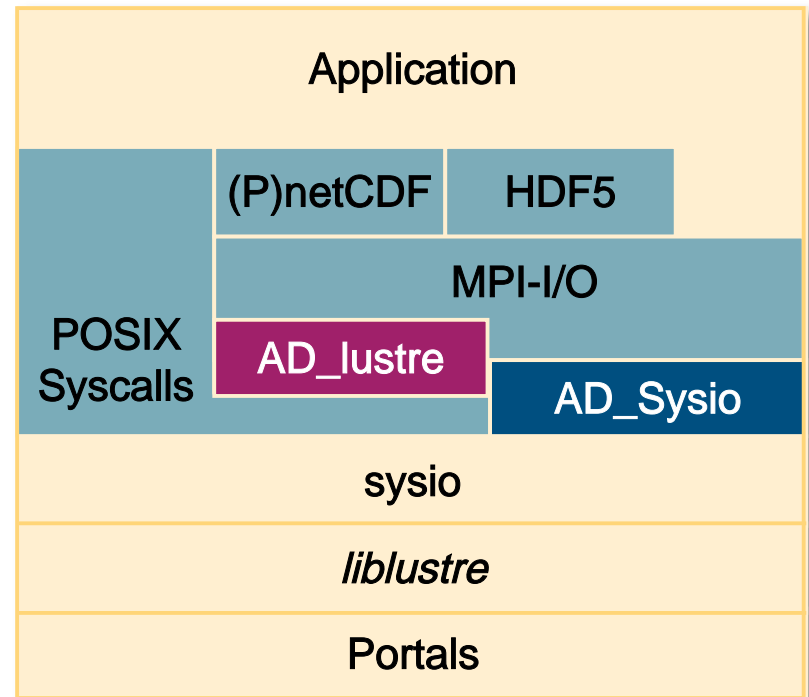 Application
(P)netCDF
HDF5
MPI-I/O
POSIX
Syscalls
AD_lustre
AD_Sysio
sysio
liblustre
Portals